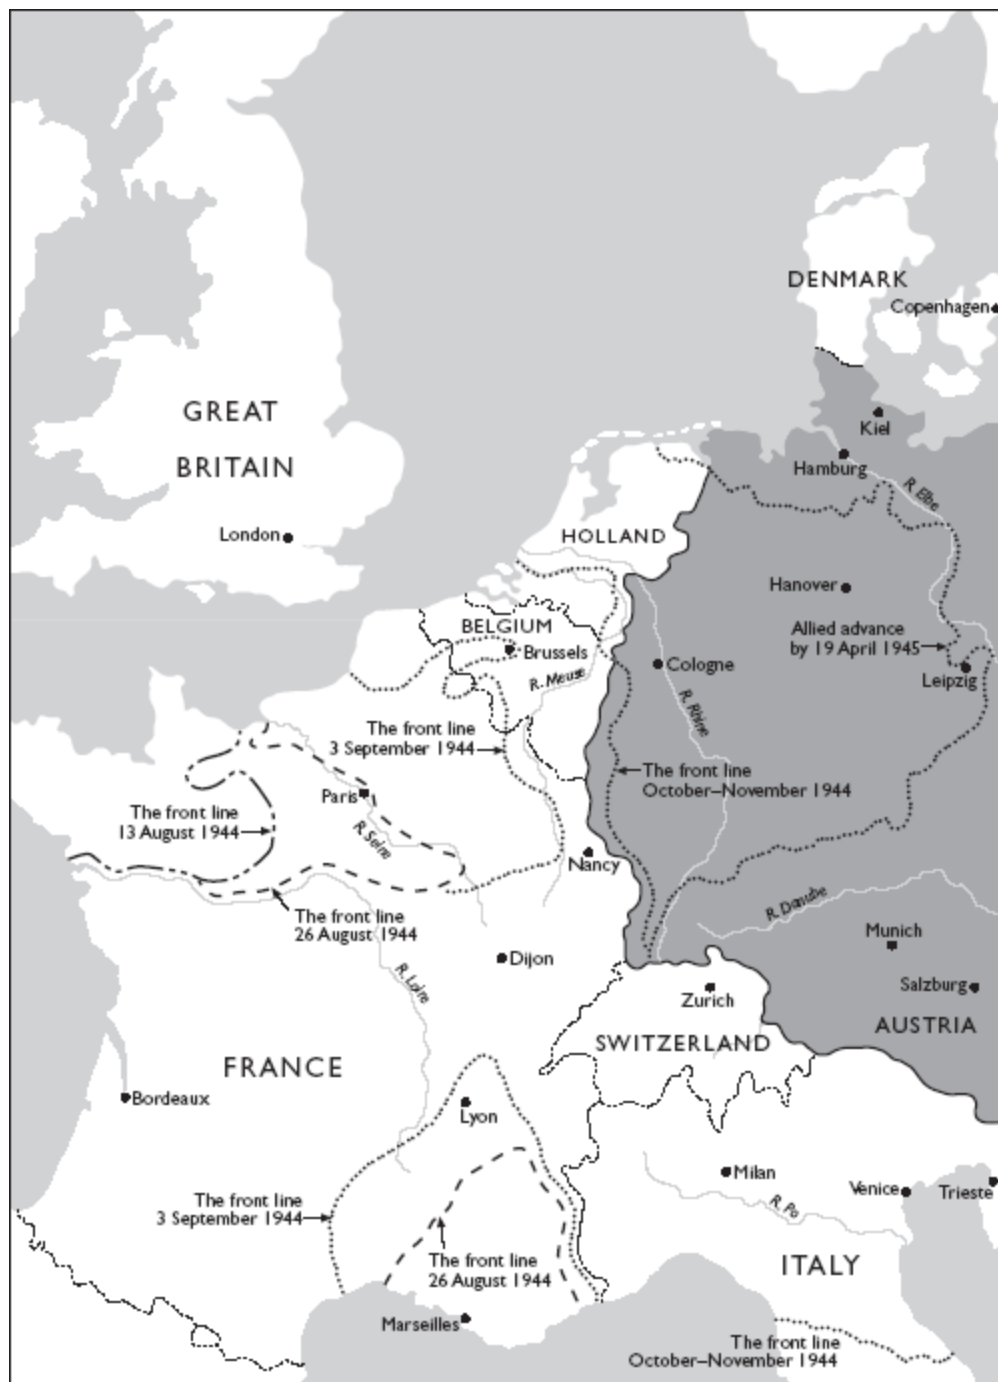 DENMARK
Copenhagen
GREAT
BRITAIN
Kiel
Hamburg
R. Elbe
London
HOLLAND
Hanover
BELGIUM
Brussels
Allied advance
by 19 April 1945
Cologne
Leipzig
R. Meuse
R. Rhine
The front line
3 September 1944
The front line
October–November 1944
Paris
The front line
13 August 1944
R. Seine
Nancy
The front line
26 August 1944
R. Danube
Munich
Dijon
R. Loire
Zurich
Salzburg
AUSTRIA
SWITZERLAND
FRANCE
Bordeaux
Lyon
Milan
Venice
Trieste
The front line
3 September 1944
R. Po
The front line
26 August 1944
ITALY
Marseilles
The front line
October–November 1944